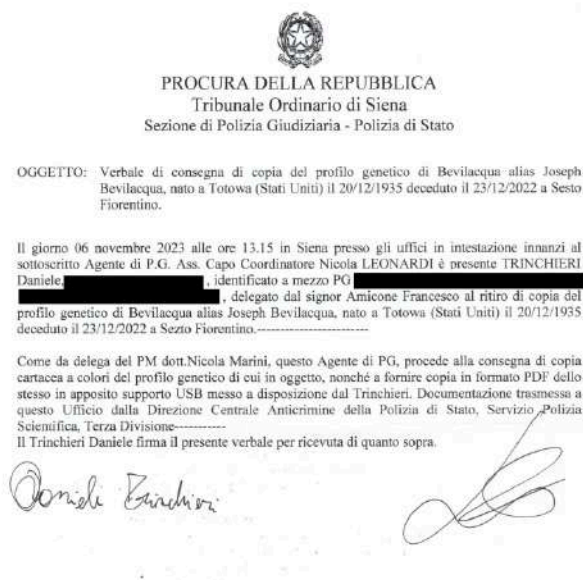 PROCURA DELLA REPUBBLICA
Tribunale Ordinario di Siena
Sezione di Polizia Giudiziaria - Polizia di Stato
OGGETTO: Verbale di consegna di copia del profilo genetico di Bevilacqua alias Joseph
Bevilacqua, nato a Totowa (Stati Uniti) il 20/12/1935 deceduto il 23/12/2022 a Sesto
Fiorentino.
Il giorno 06 novembre 2023 alle ore 13.15 in Siena presso gli uffici in intestazione innanzi al
sottoscritto Agente di P.G. Ass. Capo Coordinatore Nicola LEONARDI è presente TRINCHIERI
Daniele, , identificato a mezzo PG
, delegato dal signor Amicone Francesco al ritiro di copia del
profilo genetico di Bevilacqua alias Joseph Bevilacqua, nato a Totowa (Stati Uniti) il 20/12/1935
deceduto il 23/12/2022 a Sezto Fiorentino.------------------------
Come da delega del PM dott.Nicola Marini, questo Agente di PG, procede alla consegna di copia
cartacea a colori del profilo genetico di cui in oggetto, nonché a fornire copia in formato PDF dello
stesso in apposito supporto USB messo a disposizione dal Trinchieri. Documentazione trasmessa a
questo Ufficio dalla Direzione Centrale Anticrimine della Polizia di Stato, Servizio Polizia
Scientifica, Terza Divisione-----------
Il Trinchieri Daniele firma il presente verbale per ricevuta di quanto sopra.
Daniele Trinchieri